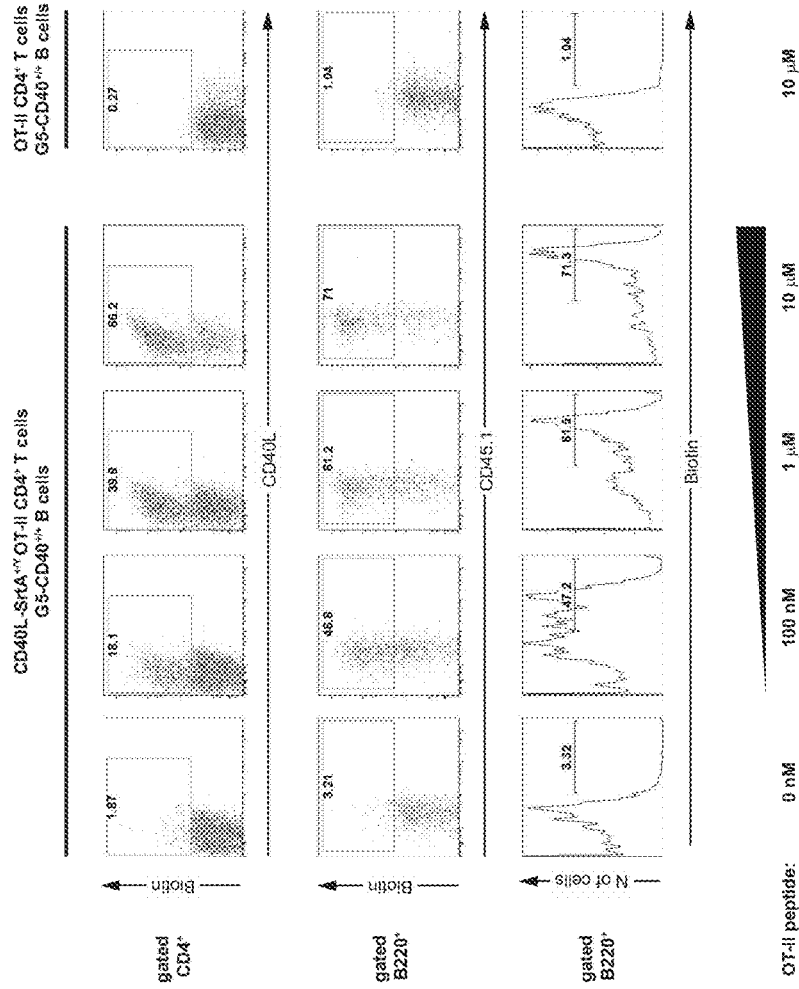 CD40L-SrtA+/Y OT-II CD4+ T cells
G5-CD40+/+ B cells
OT-II CD4+ T cells
G5-CD40+/+ B cells
gated
CD4+
Biotin
1.87
18.1
39.8
66.2
0.27
CD40L
gated
B220+
Biotin
3.21
46.8
61.2
71
1.04
CD45.1
gated
B220+
N of cells
3.32
47.2
71.3
1.04
Biotin
OT-II peptide:
0 nM
100 nM
1 µM
10 µM
10 µM